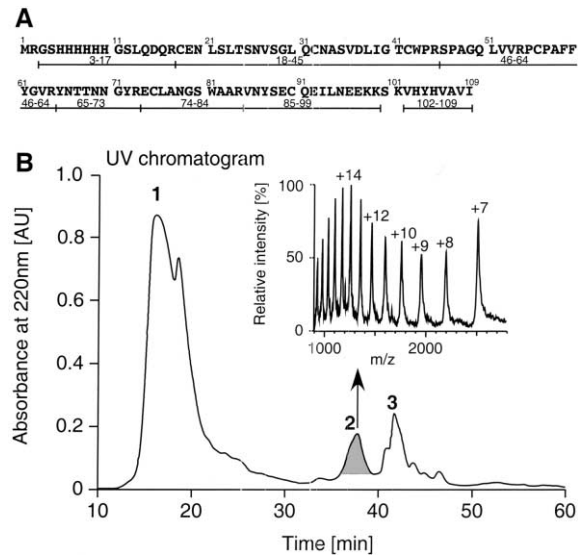 A
1 11 21 31 41 51
MRGSHHHHHH GSLQDQRCEN LSLTSNVSGL QCNASVDLIG TCWPRSPAGQ LVVRPCPAFF
3-17 18-45 46-64
61 71 81 91 101 109
YGVRYNTTNN GYRECLANGS WAARVNYSEC QEILNEEKKS KVHYHVAVI
46-64 65-73 74-84 85-99 102-109
B UV chromatogram
Absorbance at 220nm [AU]
1.0
0.8
0.6
0.4
0.2
0
10 20 30 40 50 60
Time [min]
1
2
3
Relative intensity [%]
100
50
0
1000 2000
m/z
+14
+12
+10
+9
+8
+7